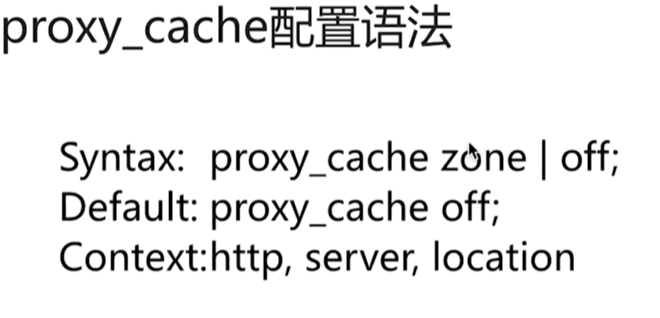 proxy_cache配置语法
Syntax: proxy_cache zone | off;
Default: proxy_cache off;
Context:http, server, location